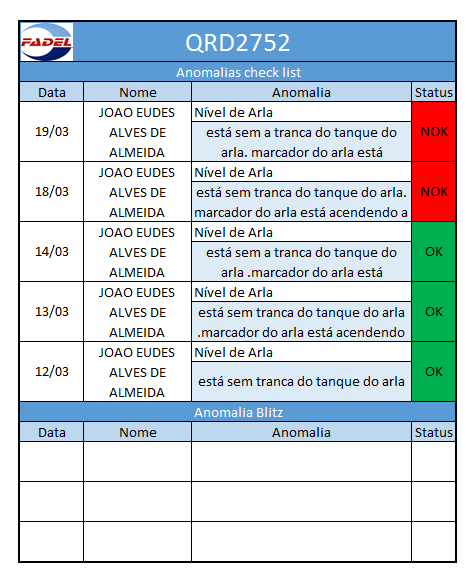 FADEL
QRD2752
Anomalias check list
Data Nome Anomalia Status
19/03
JOAO EUDES
ALVES DE
ALMEIDA
Nível de Arla
está sem a tranca do tanque do
arla. marcador do arla está
NOK
18/03
JOAO EUDES
ALVES DE
ALMEIDA
Nível de Arla
está sem tranca do tanque do arla.
marcador do arla está acendendo a
NOK
14/03
JOAO EUDES
ALVES DE
ALMEIDA
Nível de Arla
está sem a tranca do tanque do
arla .marcador do arla está
OK
13/03
JOAO EUDES
ALVES DE
ALMEIDA
Nível de Arla
está sem tranca do tanque do arla
.marcador do arla está acendendo
OK
12/03
JOAO EUDES
ALVES DE
ALMEIDA
Nível de Arla
está sem tranca do tanque do arla
OK
Anomalia Blitz
Data Nome Anomalia Status